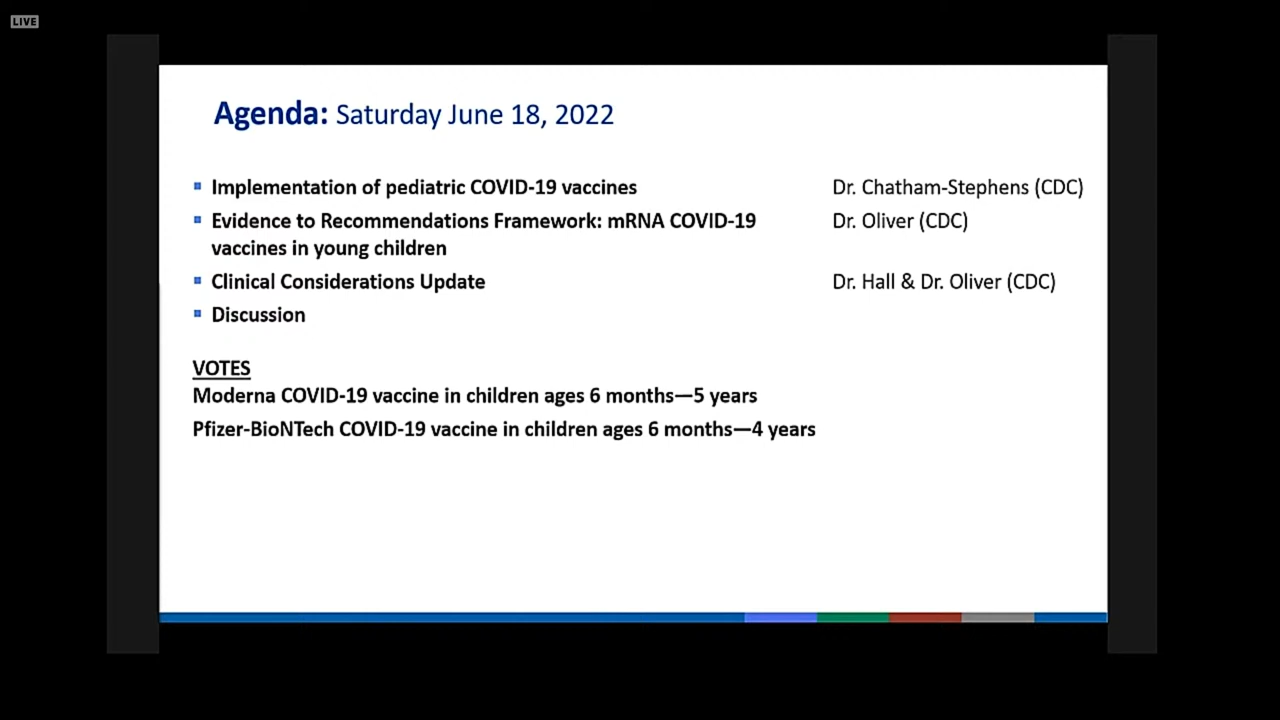 LIVE
Agenda: Saturday June 18, 2022
Implementation of pediatric COVID-19 vaccines Dr. Chatham-Stephens (CDC)
Evidence to Recommendations Framework: mRNA COVID-19 Dr. Oliver (CDC)
vaccines in young children
Clinical Considerations Update Dr. Hall & Dr. Oliver (CDC)
Discussion
VOTES
Moderna COVID-19 vaccine in children ages 6 months—5 years
Pfizer-BioNTech COVID-19 vaccine in children ages 6 months—4 years